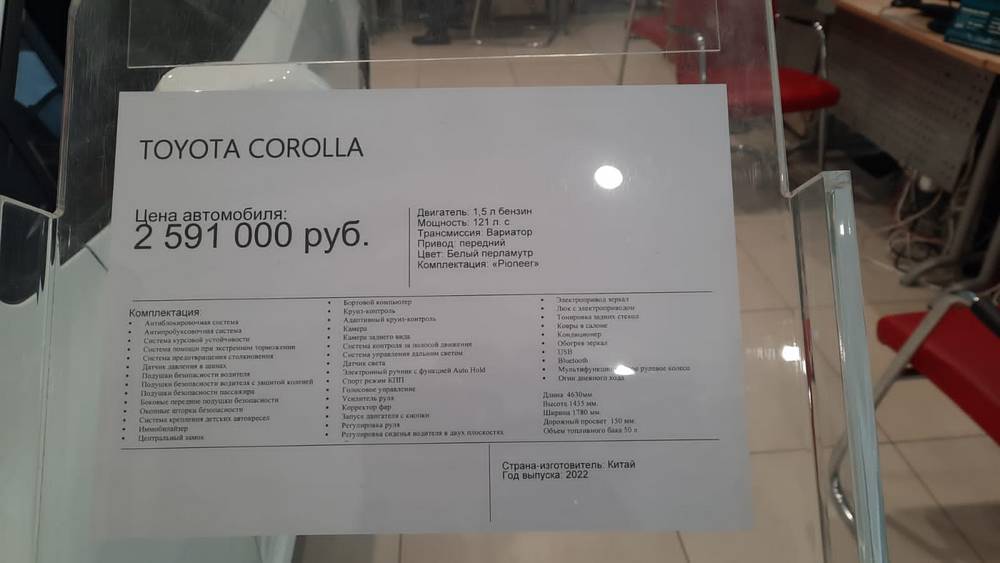 TOYOTA COROLLA
Цена автомобиля:
2 591 000 руб.
Двигатель: 1,5 л бензин
Мощность: 121 л. с
Трансмиссия: Вариатор
Привод: передний
Цвет: Белый перламутр
Комплектация: «Pioneer»
Комплектация:
• Антиблокировочная система
• Антипробуксовочная система
• Система курсовой устойчивости
• Система помощи при экстренном торможении
• Система предотвращения столкновения
• Датчик давления в шинах
• Подушки безопасности водителя
• Подушки безопасности водителя с защитой коленей
• Подушки безопасности пассажира
• Боковые передние подушки безопасности
• Оконные шторки безопасности
• Система крепления детских автокресел
• Иммобилайзер
• Центральный замок
• Бортовой компьютер
• Круиз-контроль
• Адаптивный круиз-контроль
• Камера
• Камера заднего вида
• Система контроля за полосой движения
• Система управления дальним светом
• Датчик света
• Электронный ручник с функцией Auto Hold
• Спорт режим КПП
• Голосовое управление
• Усилитель руля
• Корректор фар
• Запуск двигателя с кнопки
• Регулировка руля
• Регулировка сиденья водителя в двух плоскостях
• Электропривод зеркал
• Люк с электроприводом
• Тонировка задних стекол
• Ковры в салоне
• Кондиционер
• Обогрев зеркал
• USB
• Bluetooth
• рулевое колесо
• Огни дневного хода
Длина 4630мм
Высота 1435 мм.
Ширина 1780 мм.
Дорожный просвет 150 мм.
Объем топливного бака 50 л.
Страна-изготовитель: Китай
Год выпуска: 2022